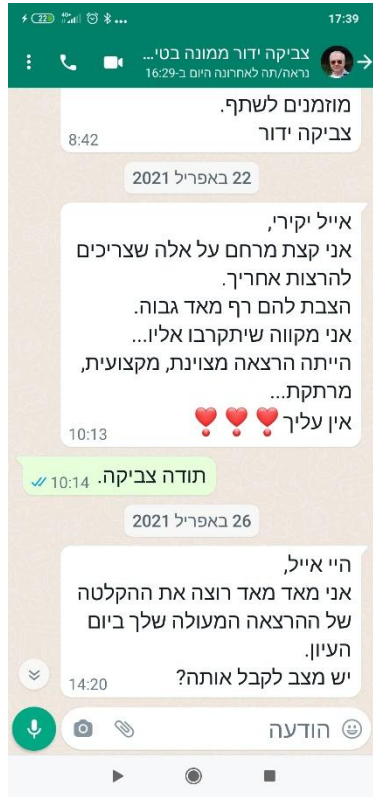 17:39
22
צביקה ידור ממונה בטי...
נראה/תה לאחרונה היום ב-16:29
מוזמנים לשתף.
צביקה ידור
8:42
22 באפריל 2021
אייל יקירי,
אני קצת מרחם על אלה שצריכים
להרצות אחריך.
הצבת להם רף מאד גבוה.
אני מקווה שיתקרבו אליו...
הייתה הרצאה מצוינת, מקצועית,
מרתקת...
אין עליך❣️❣️❣️
10:13
תודה צביקה.
10:14
26 באפריל 2021
היי אייל,
אני מאד מאד רוצה את ההקלטה
של ההרצאה המעולה שלך ביום
העיון.
יש מצב לקבל אותה?
14:20
הודעה